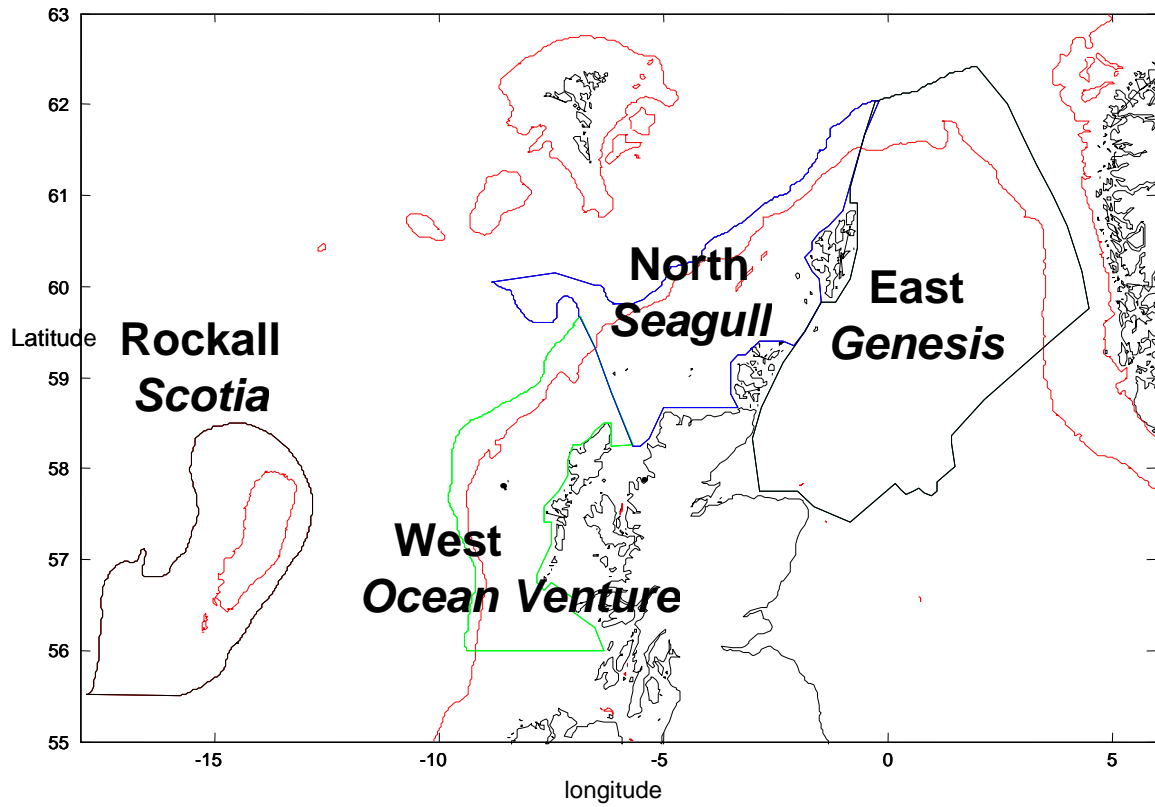 63
62
61
60
Latitude
59
58
57
56
55
North
Seagull
East
Genesis
Rockall
Scotia
West
Ocean Venture
-15
-10
-5
0
5
longitude